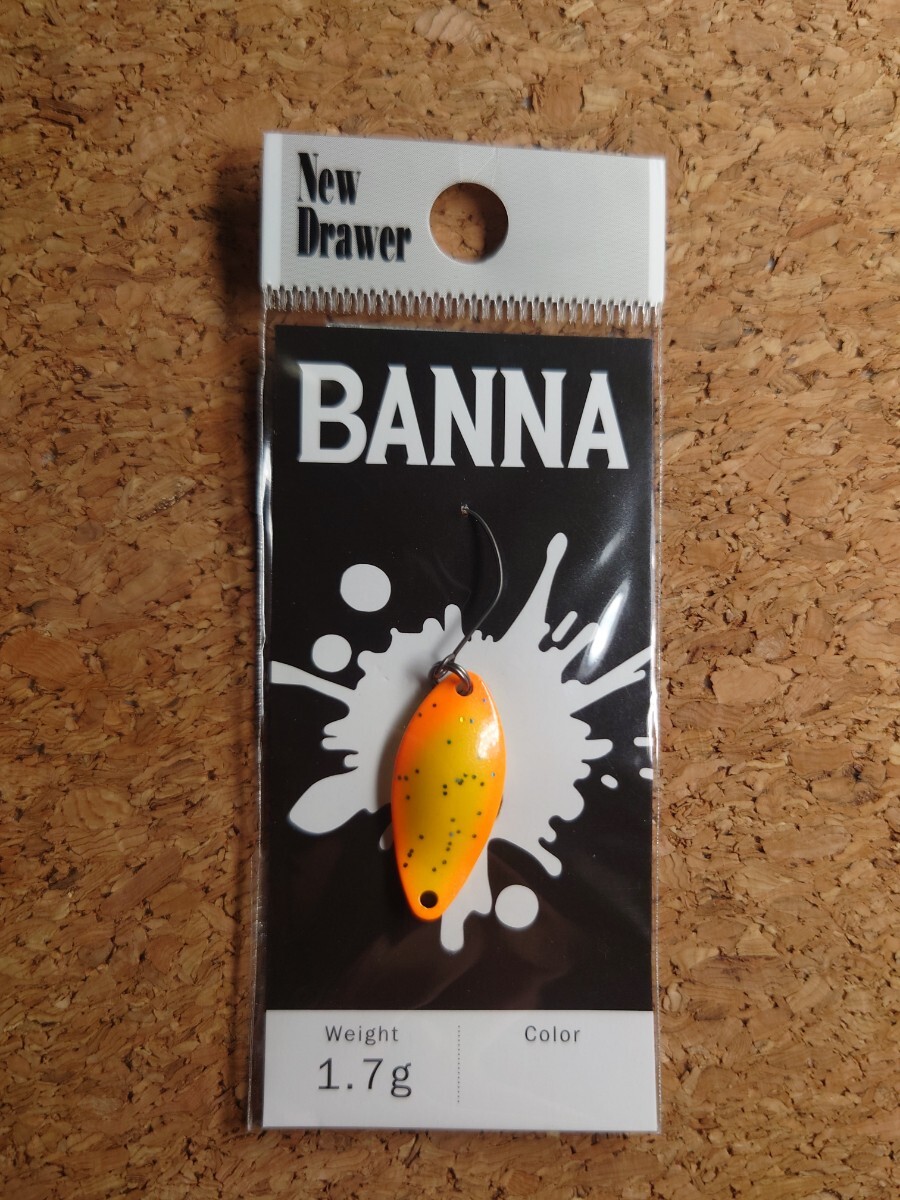 New
Drawer
BANNA
Weight
Color
1.7g